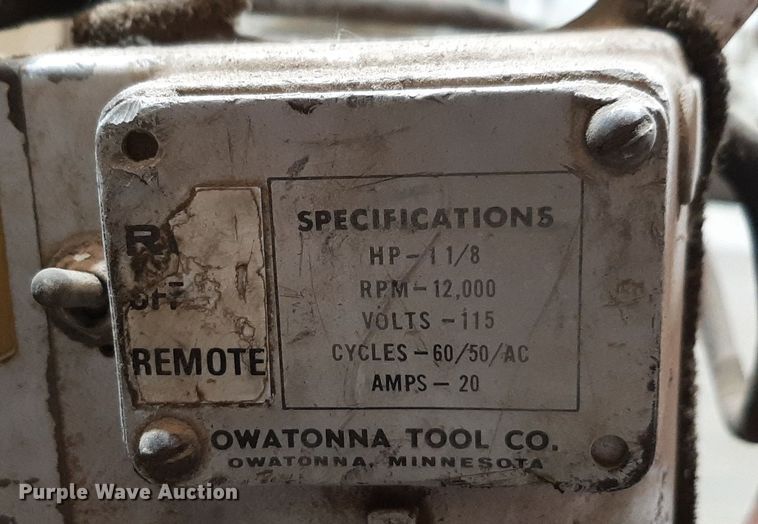 SPECIFICATIONS
HP-1 1/8
RPM-12,000
VOLTS-115
CYCLES-60/50/AC
AMPS-20
OFF
REMOTE
OWATONNA TOOL CO.
OWATONNA, MINNESOTA
Purple Wave Auction